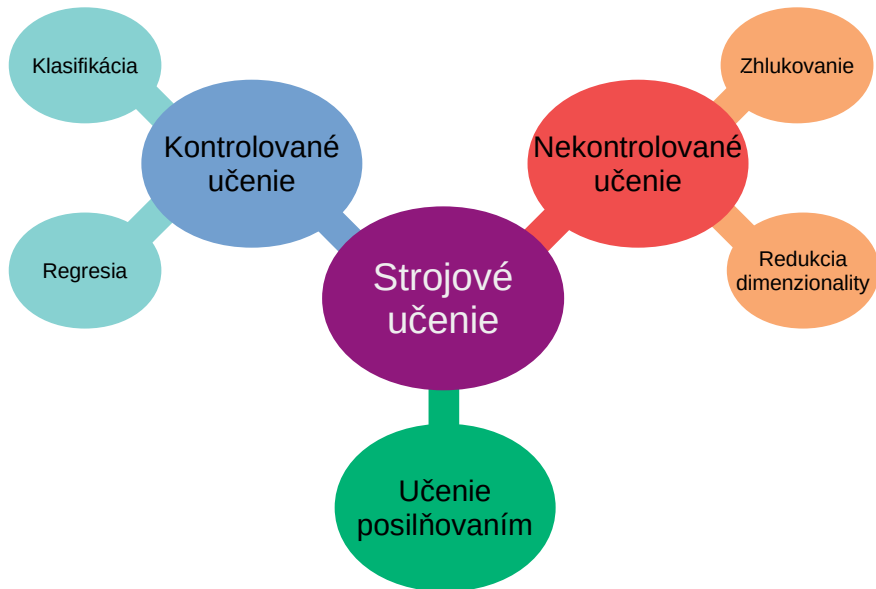 Klasifikácia
Kontrolované
učenie
Regresia
Strojové
učenie
Nekontrolované
učenie
Zhlukovanie
Redukcia
dimenzionality
Učenie
posilňovaním